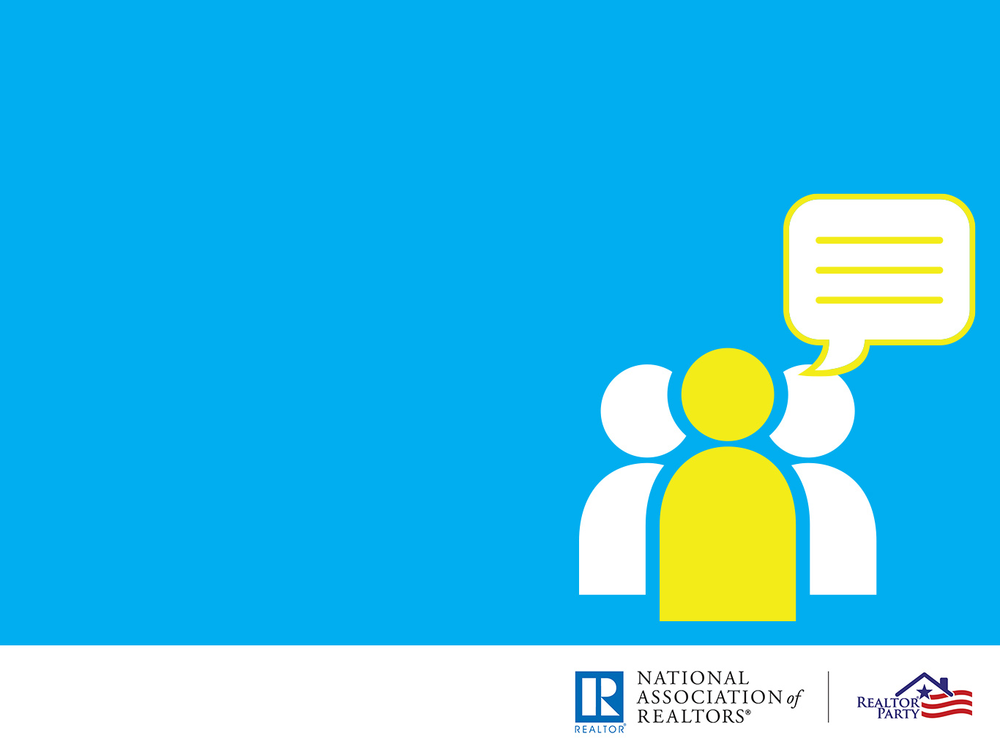 REALTOR®
NATIONAL
ASSOCIATION of
REALTORS®
REALTOR®
PARTY